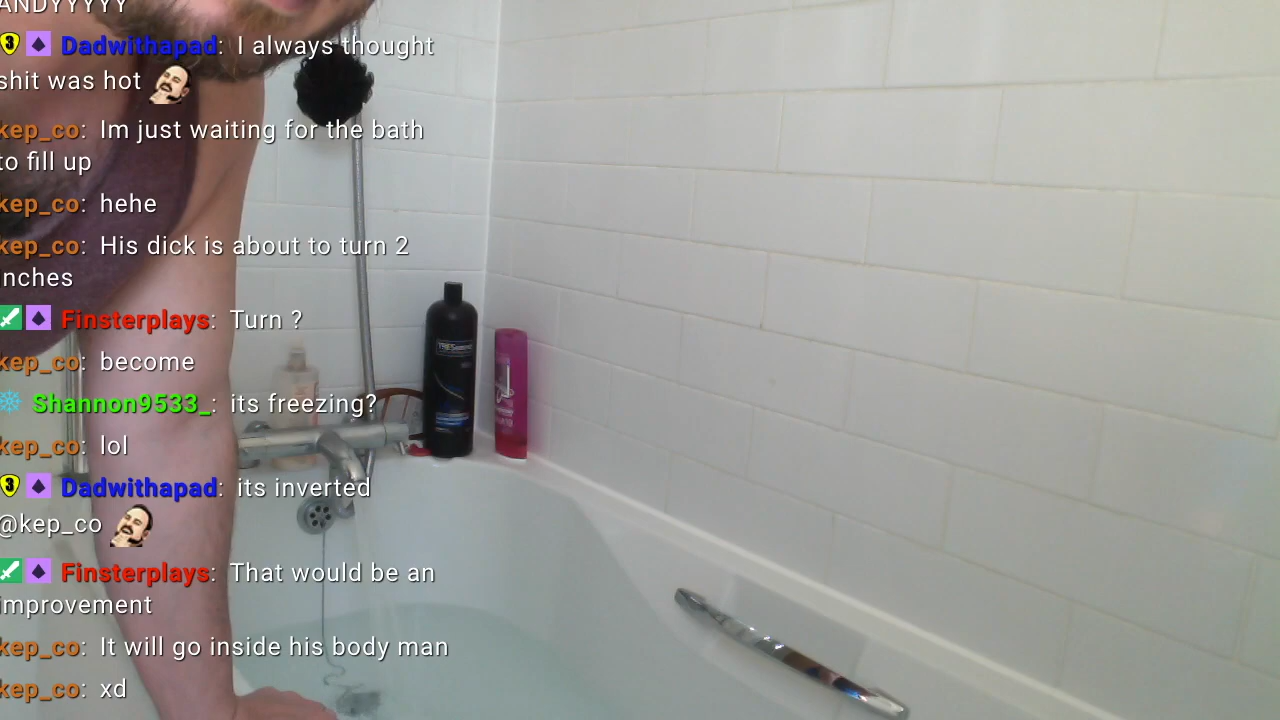 ANDYYYYY
Dadwithapad: I always thought
shit was hot
kep_co: Im just waiting for the bath
to fill up
kep_co: hehe
kep_co: His dick is about to turn 2
inches
Finsterplays: Turn ?
kep_co: become
Shannon9533_: its freezing?
kep_co: lol
Dadwithapad: its inverted
@kep_co
Finsterplays: That would be an
improvement
kep_co: It will go inside his body man
kep_co: xd
TRESemmé